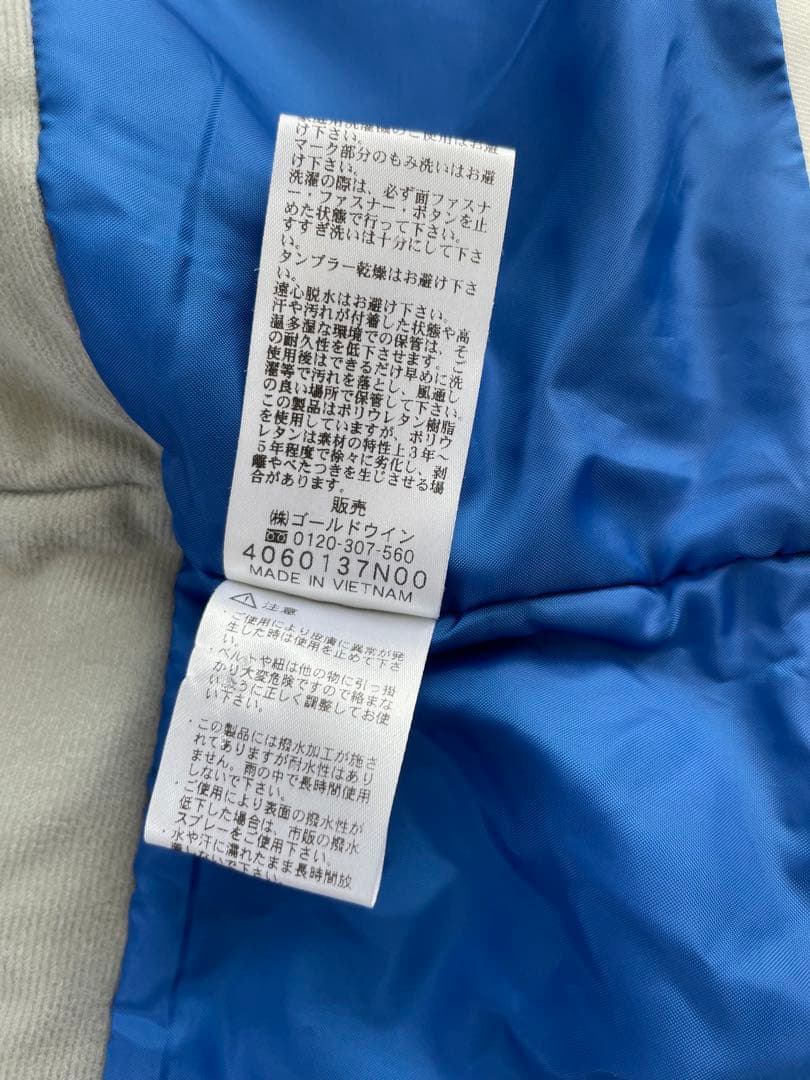 け下さい。
マーク部分のもみ洗いはお避
け下さい。
洗濯の際は、必ず面ファスナ
ー・ファスナー・ボタンを止
めた状態で行って下さい。
すすぎ洗いは十分にして下さ
い。
タンブラー乾燥はお避け下さ
い。
遠心脱水はお避け下さい。
汗や汚れが付着した状態や高
温多湿な環境での保管は、そ
の耐久性を低下させます。ご
使用後はできるだけ早めに洗
濯等で汚れを落とし、風通し
の良い場所で保管して下さい。
この製品はポリウレタン樹脂
を使用していますが、ポリウ
レタンは素材の特性上3年～
5年程度で徐々に劣化し、剥
離やべたつきを生じさせる場
合があります。
販売
㈱ゴールドウイン
0120-307-560
4060137N00
MADE IN VIETNAM
⚠注意
・ご使用により皮膚に異常が発
生した時は使用を止めて下さ
い。
・ベルトや紐は他の物に引っ掛
かり大変危険ですので絡まな
いように正しく調整してお使
い下さい。
・この製品には撥水加工が施さ
れてありますが耐水性はあり
ません。雨の中で長時間使用
しないで下さい。
・ご使用により表面の撥水性が
低下した場合は、市販の撥水
スプレーをご使用下さい。
・水や汗に濡れたまま長時間放
置しないで下さい。